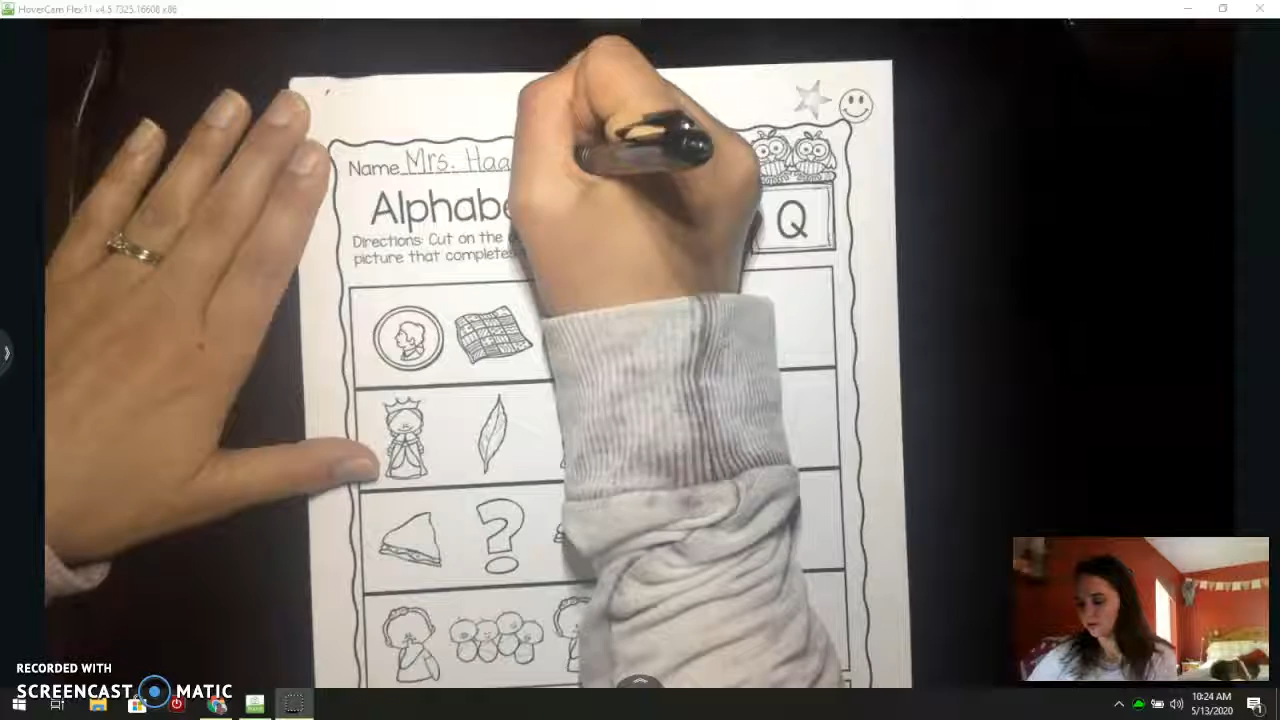 HoverCam Flex11 v4.5.7325.16608 x86
Name Mrs. Haa
Alphabe
Q
Directions: Cut on the
picture that complete
RECORDED WITH
SCREENCAST MATIC
10:24 AM
5/13/2020